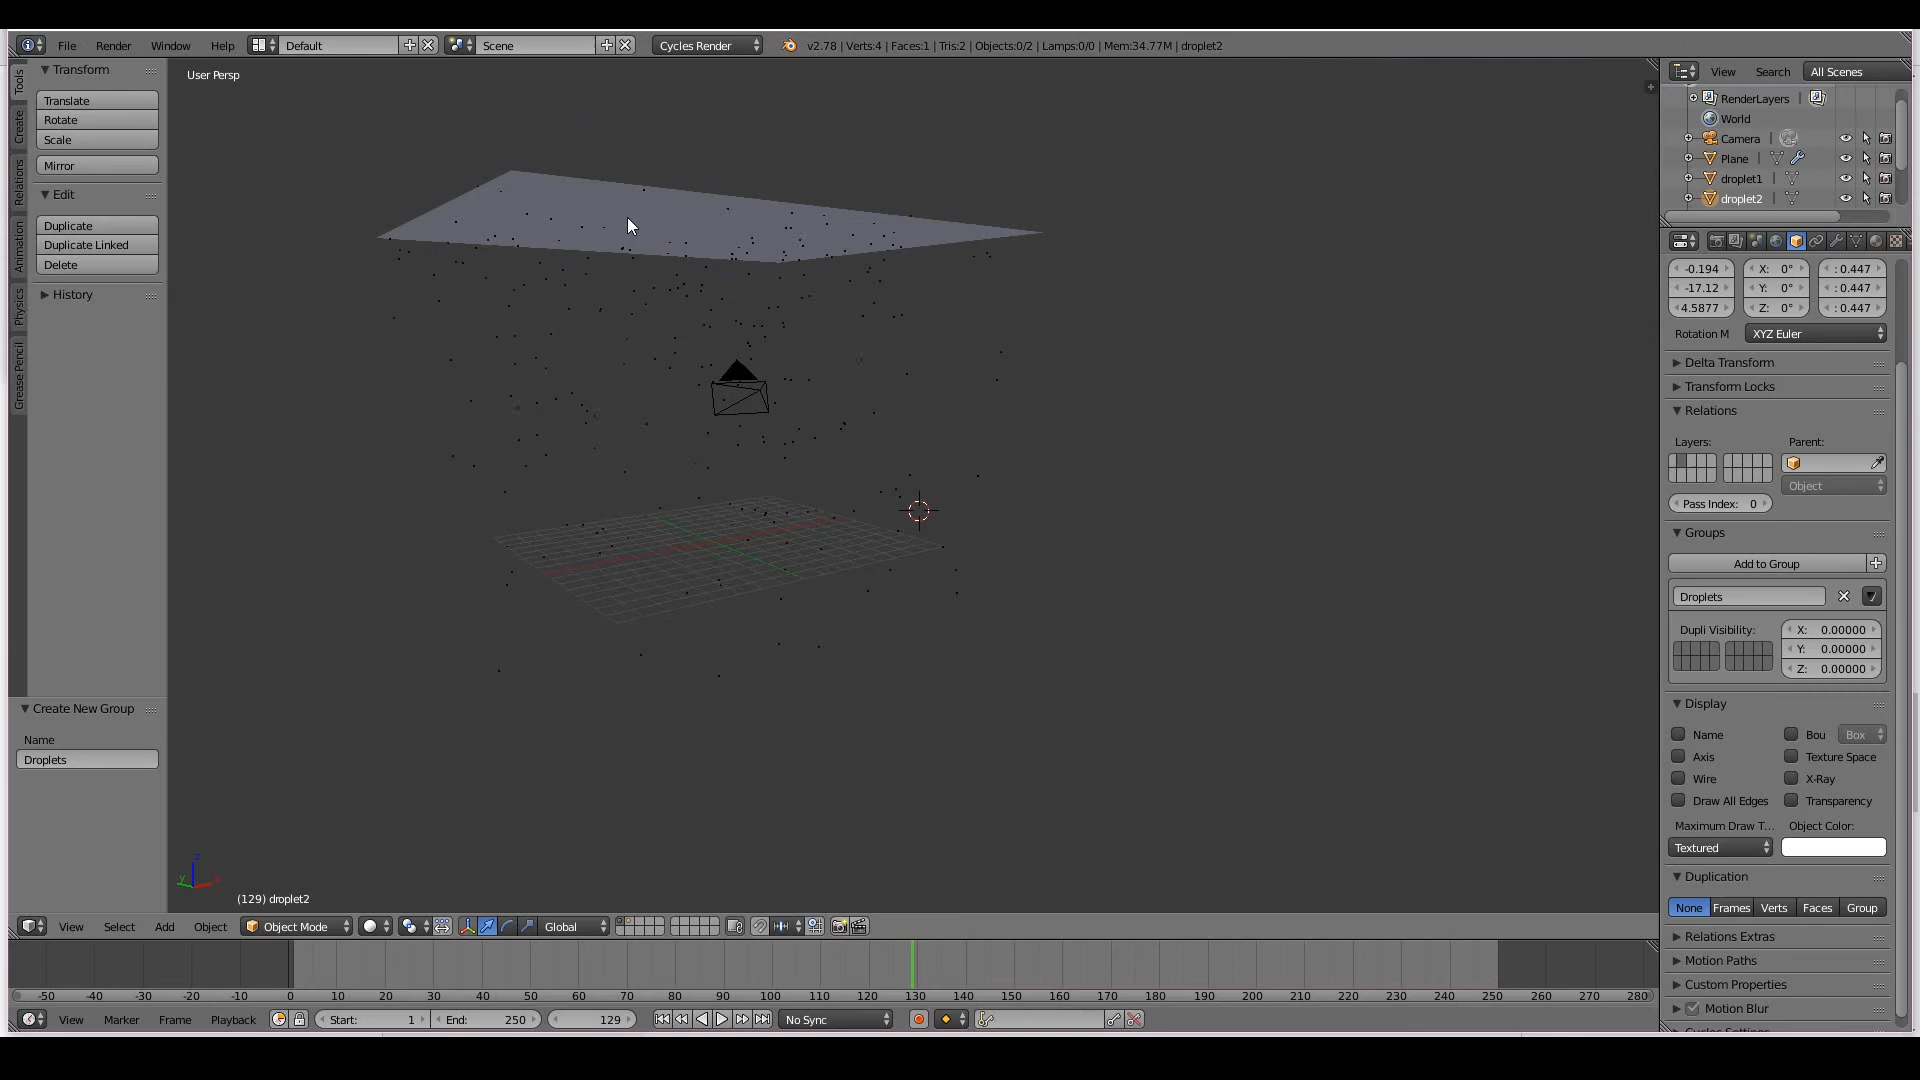 File Render Window Help Default Scene Cycles Render v2.78 | Verts:4 | Faces:1 | Tris:2 | Objects:0/2 | Lamps:0/0 | Mem:34.77M | droplet2
Tools
Create
Relations
Animation
Physics
Grease Pencil
Transform
Translate
Rotate
Scale
Mirror
Edit
Duplicate
Duplicate Linked
Delete
History
Create New Group
Name
Droplets
User Persp
z
y
x
(129) droplet2
View Search All Scenes
RenderLayers
World
Camera
Plane
droplet1
droplet2
-0.194 X: 0° : 0.447
-17.12 Y: 0° : 0.447
4.5877 Z: 0° : 0.447
Rotation M XYZ Euler
Delta Transform
Transform Locks
Relations
Layers: Parent:
Object
Pass Index: 0
Groups
Add to Group
Droplets
Dupli Visibility: X: 0.00000
Y: 0.00000
Z: 0.00000
Display
Name Bou Box
Axis Texture Space
Wire X-Ray
Draw All Edges Transparency
Maximum Draw T... Object Color:
Textured
Duplication
None Frames Verts Faces Group
Relations Extras
Motion Paths
Custom Properties
Motion Blur
View Select Add Object Object Mode Global
-50 -40 -30 -20 -10 0 10 20 30 40 50 60 70 80 90 100 110 120 130 140 150 160 170 180 190 200 210 220 230 240 250 260 270 280
View Marker Frame Playback Start: 1 End: 250 129 No Sync